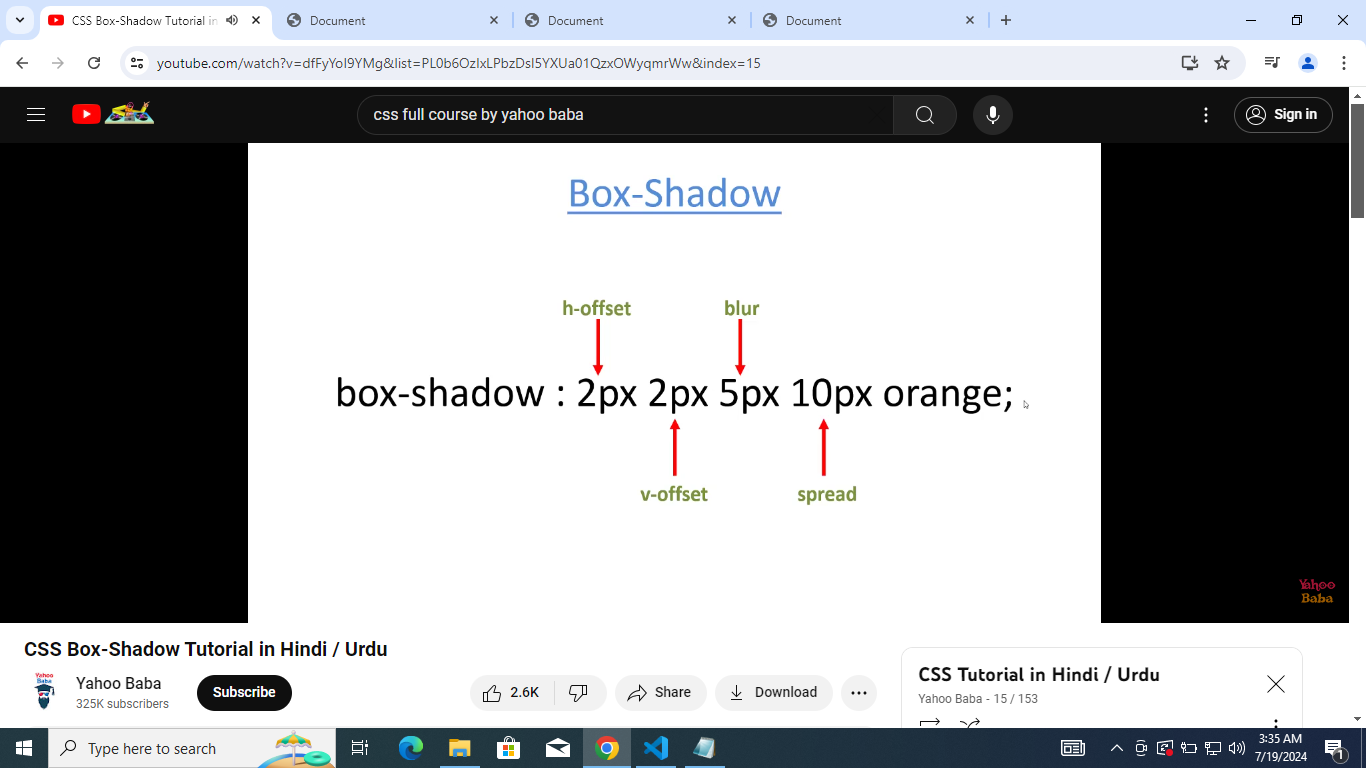 CSS Box-Shadow Tutorial in
Document
Document
Document
youtube.com/watch?v=dfFyYoI9YMg&list=PL0b6OzIxLPbzDsI5YXUa01QzxOWyqmrWw&index=15
css full course by yahoo baba
Sign in
Box-Shadow
h-offset blur
box-shadow : 2px 2px 5px 10px orange;
v-offset spread
Yahoo
Baba
CSS Box-Shadow Tutorial in Hindi / Urdu
Yahoo Baba
325K subscribers
Subscribe
2.6K
Share
Download
CSS Tutorial in Hindi / Urdu
Yahoo Baba - 15 / 153
Type here to search
3:35 AM
7/19/2024
1